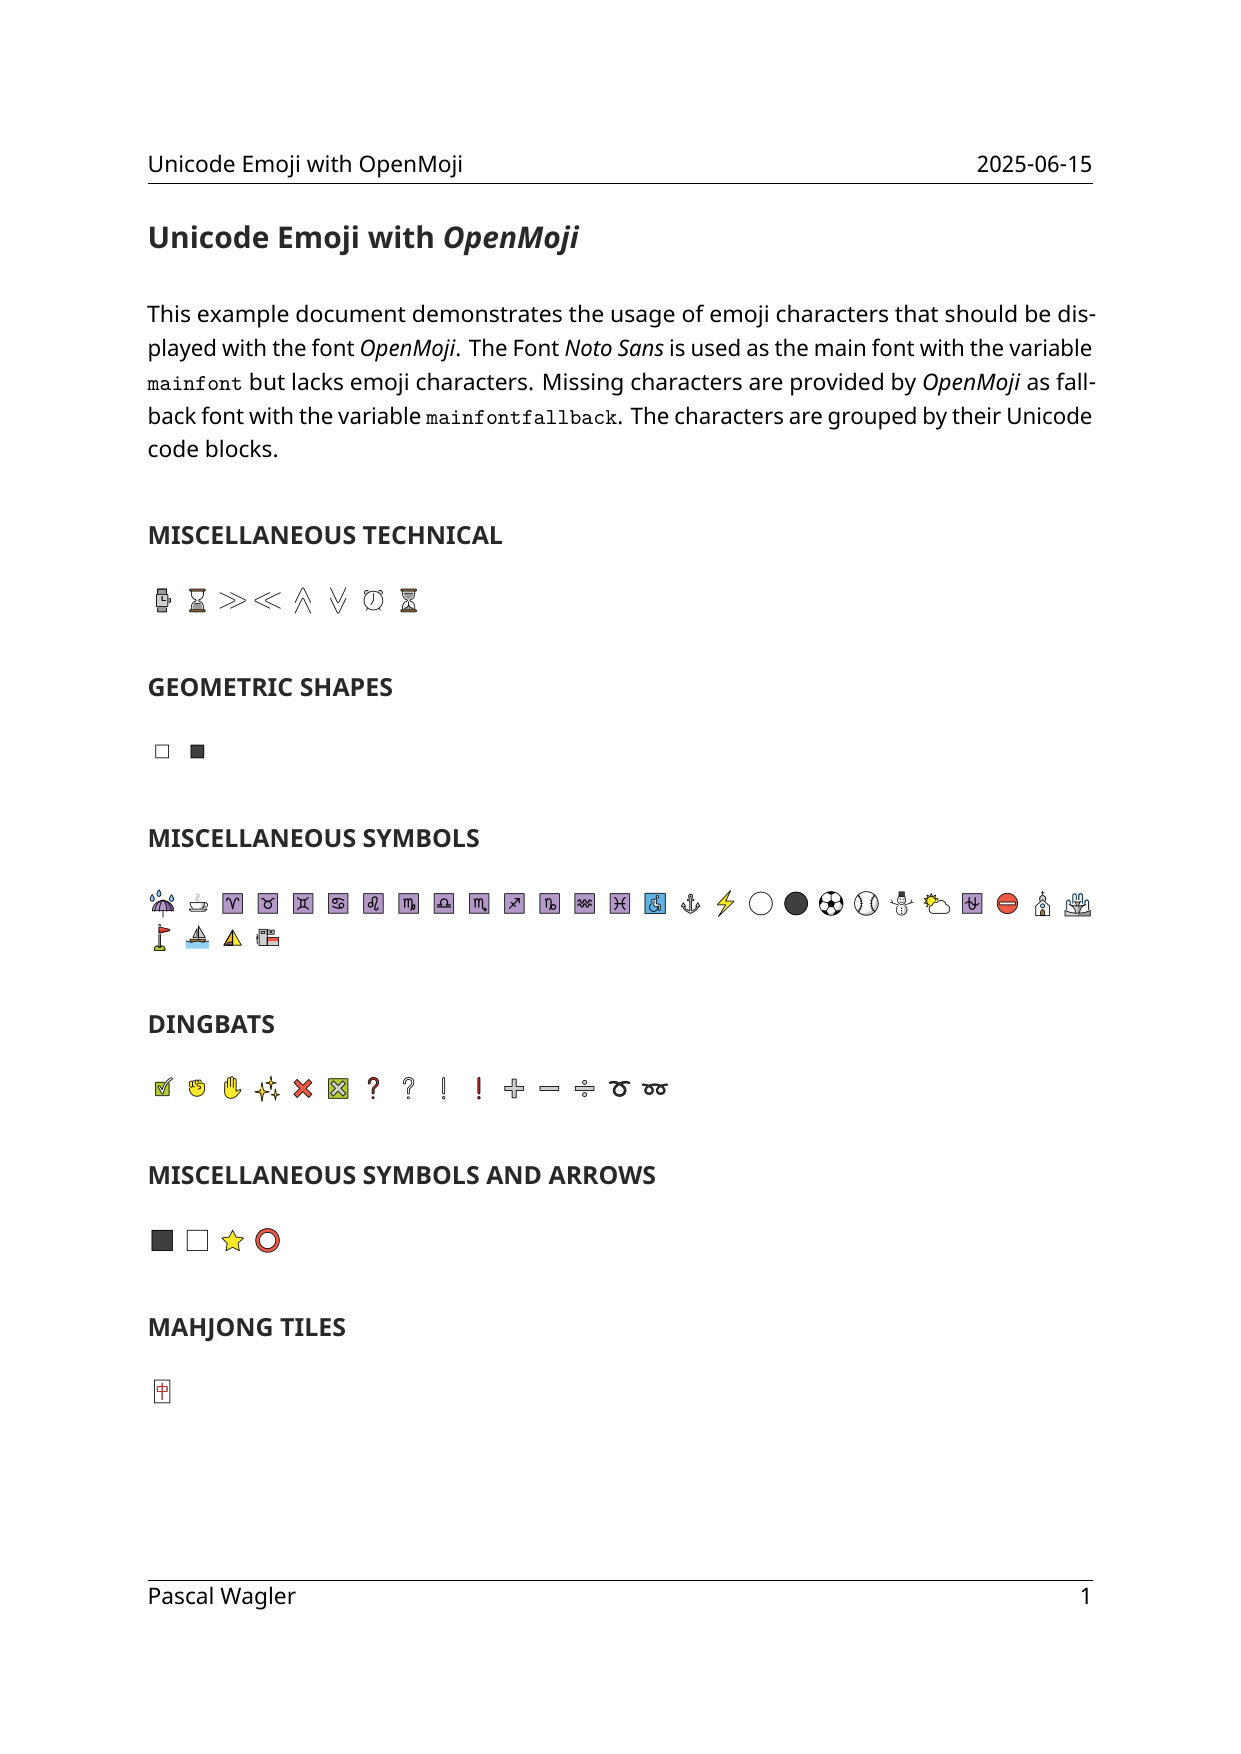 Unicode Emoji with OpenMoji 2025-06-15
Unicode Emoji with OpenMoji
This example document demonstrates the usage of emoji characters that should be dis-
played with the font OpenMoji. The Font Noto Sans is used as the main font with the variable
mainfont but lacks emoji characters. Missing characters are provided by OpenMoji as fall-
back font with the variable mainfontfallback. The characters are grouped by their Unicode
code blocks.
MISCELLANEOUS TECHNICAL
⌚ ⏳ ⏩ ⏪ ⏫ ⏬ ⏰ ⌛
GEOMETRIC SHAPES
◽ ◾
MISCELLANEOUS SYMBOLS
☔ ☕ ♈ ♉ ♊ ♋ ♌ ♍ ♎ ♏ ♐ ♑ ♒ ♓ ♿ ⚓ ⚡ ⚪ ⚫ ⚽ ⚾ ⛄ ⛅ ⛎ ⛔ ⛪ ⛲
⛳ ⛵ ⛺ ⛽
DINGBATS
✅ ✊ ✋ ✨ ❌ ❎ ❓ ❔ ❕ ❗ ➕ ➖ ➗ ➰ ➿
MISCELLANEOUS SYMBOLS AND ARROWS
⬛ ⬜ ⭐ ⭕
MAHJONG TILES
🀄
Pascal Wagler 1